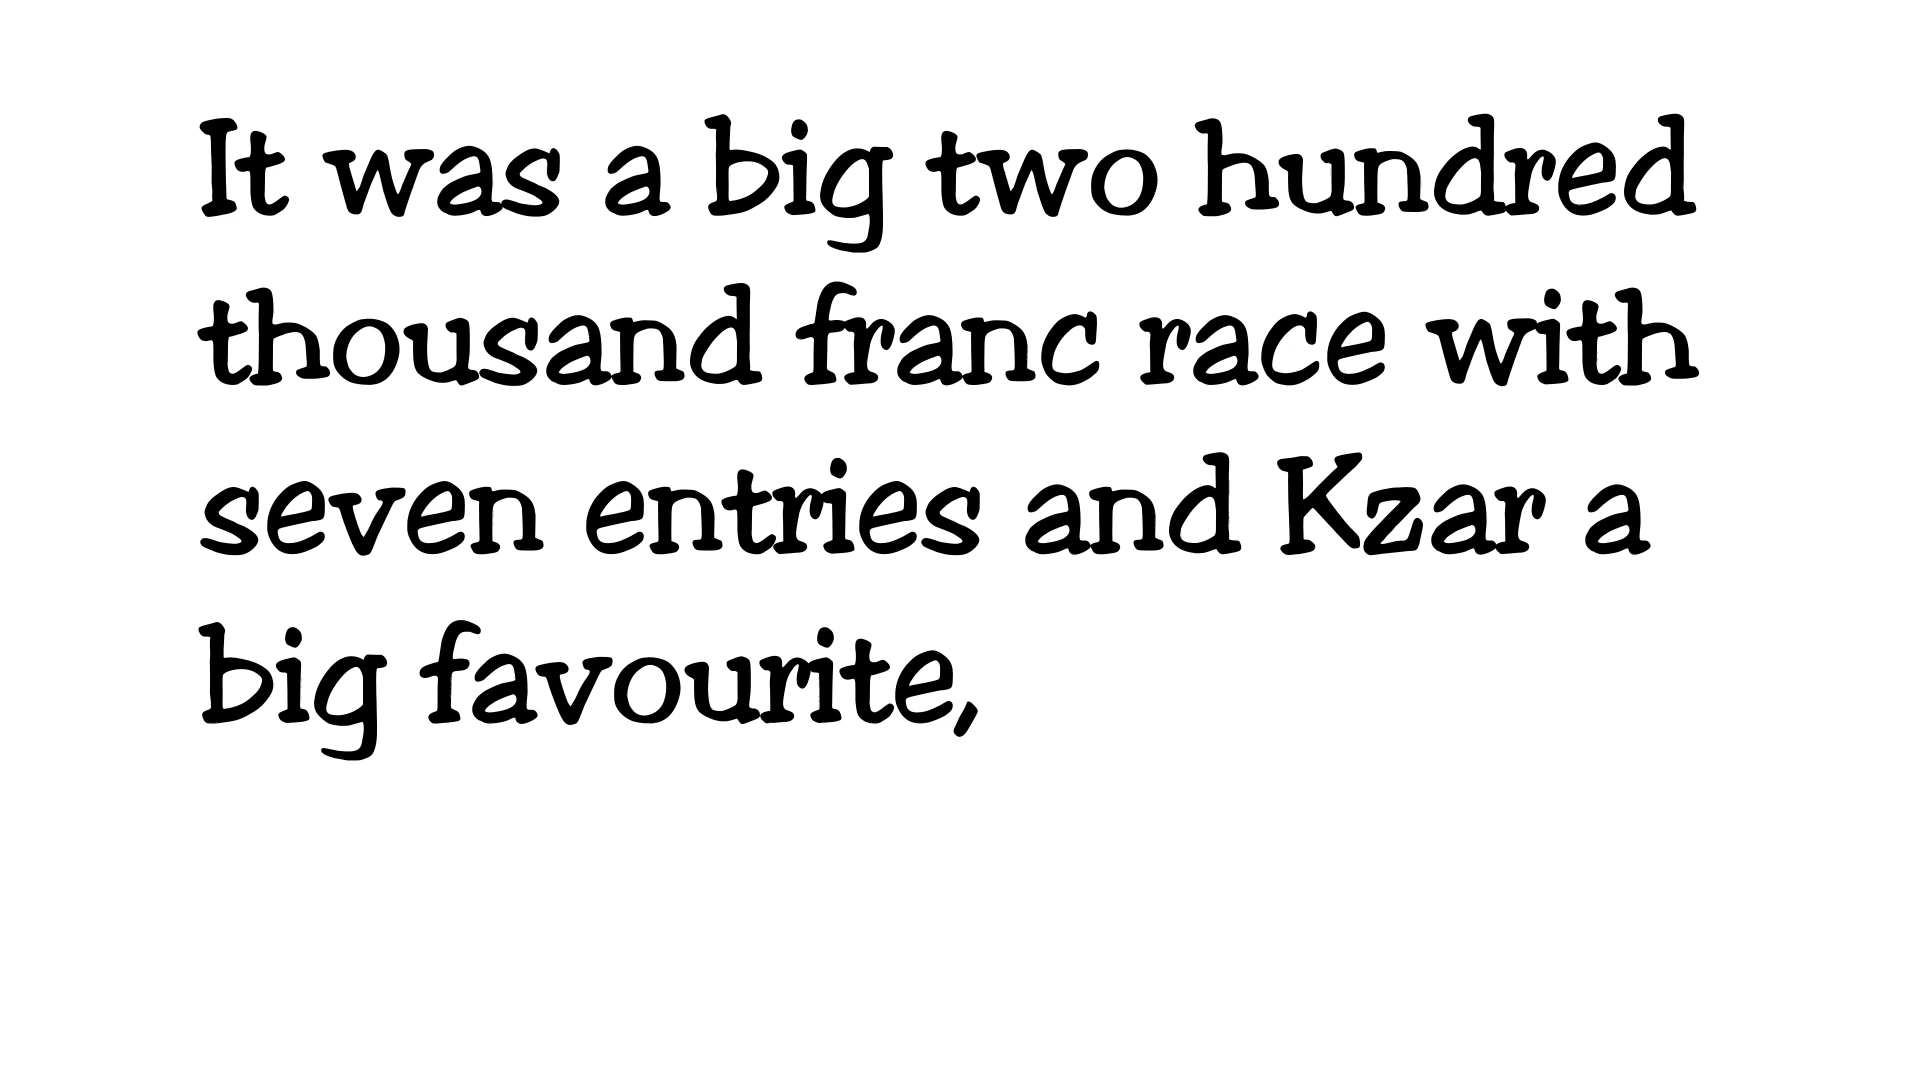 It was a big two hundred
thousand franc race with
seven entries and Kzar a
big favourite,